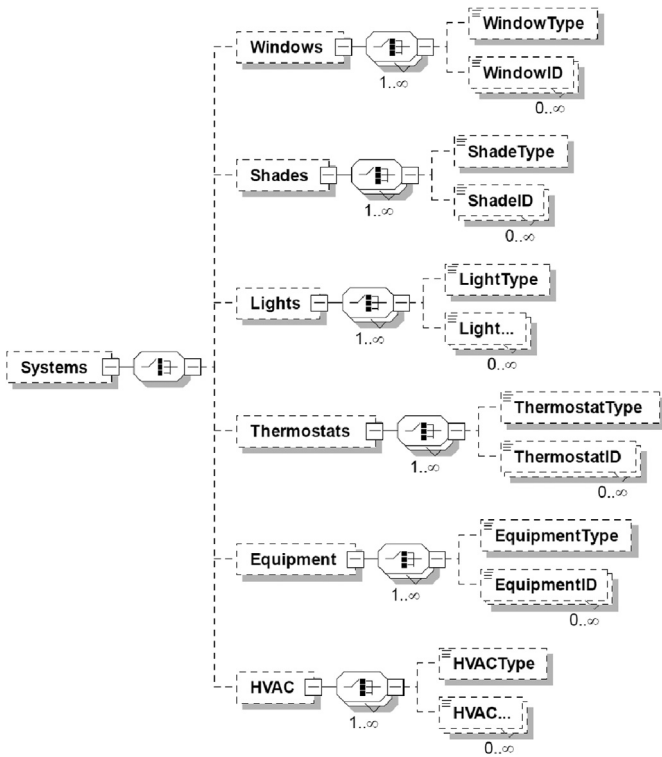 Windows
WindowType
WindowID
1..∞
0..∞
Shades
ShadeType
ShadeID
1..∞
0..∞
Lights
LightType
Light...
1..∞
0..∞
Systems
Thermostats
ThermostatType
ThermostatID
1..∞
0..∞
Equipment
EquipmentType
EquipmentID
1..∞
0..∞
HVAC
HVACType
HVAC...
1..∞
0..∞